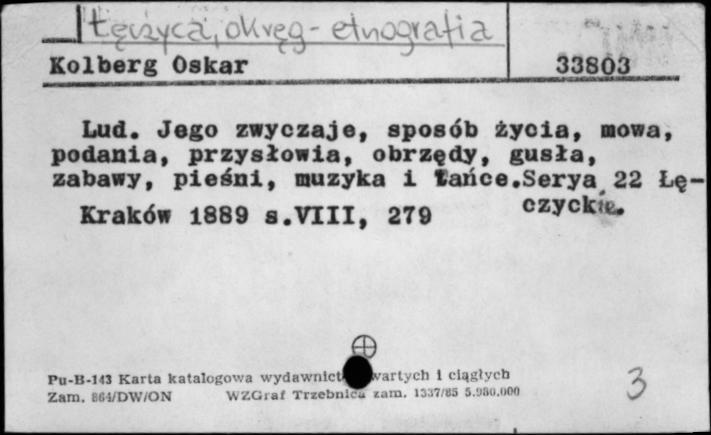 Łęczyca, okręg - etnografia
Kolberg Oskar 33803
Lud. Jego zwyczaje, sposób życia, mowa,
podania, przysłowia, obrzędy, gusła,
zabawy, pieśni, muzyka i tańce.Serya 22 Łę-
czyckie.
Kraków 1889 s.VIII, 279
Pu-B-143 Karta katalogowa wydawnict wartych i ciągłych
Zam. 864/DW/ON WZGraf Trzebnica zam. 1337/85 5.980.000
3